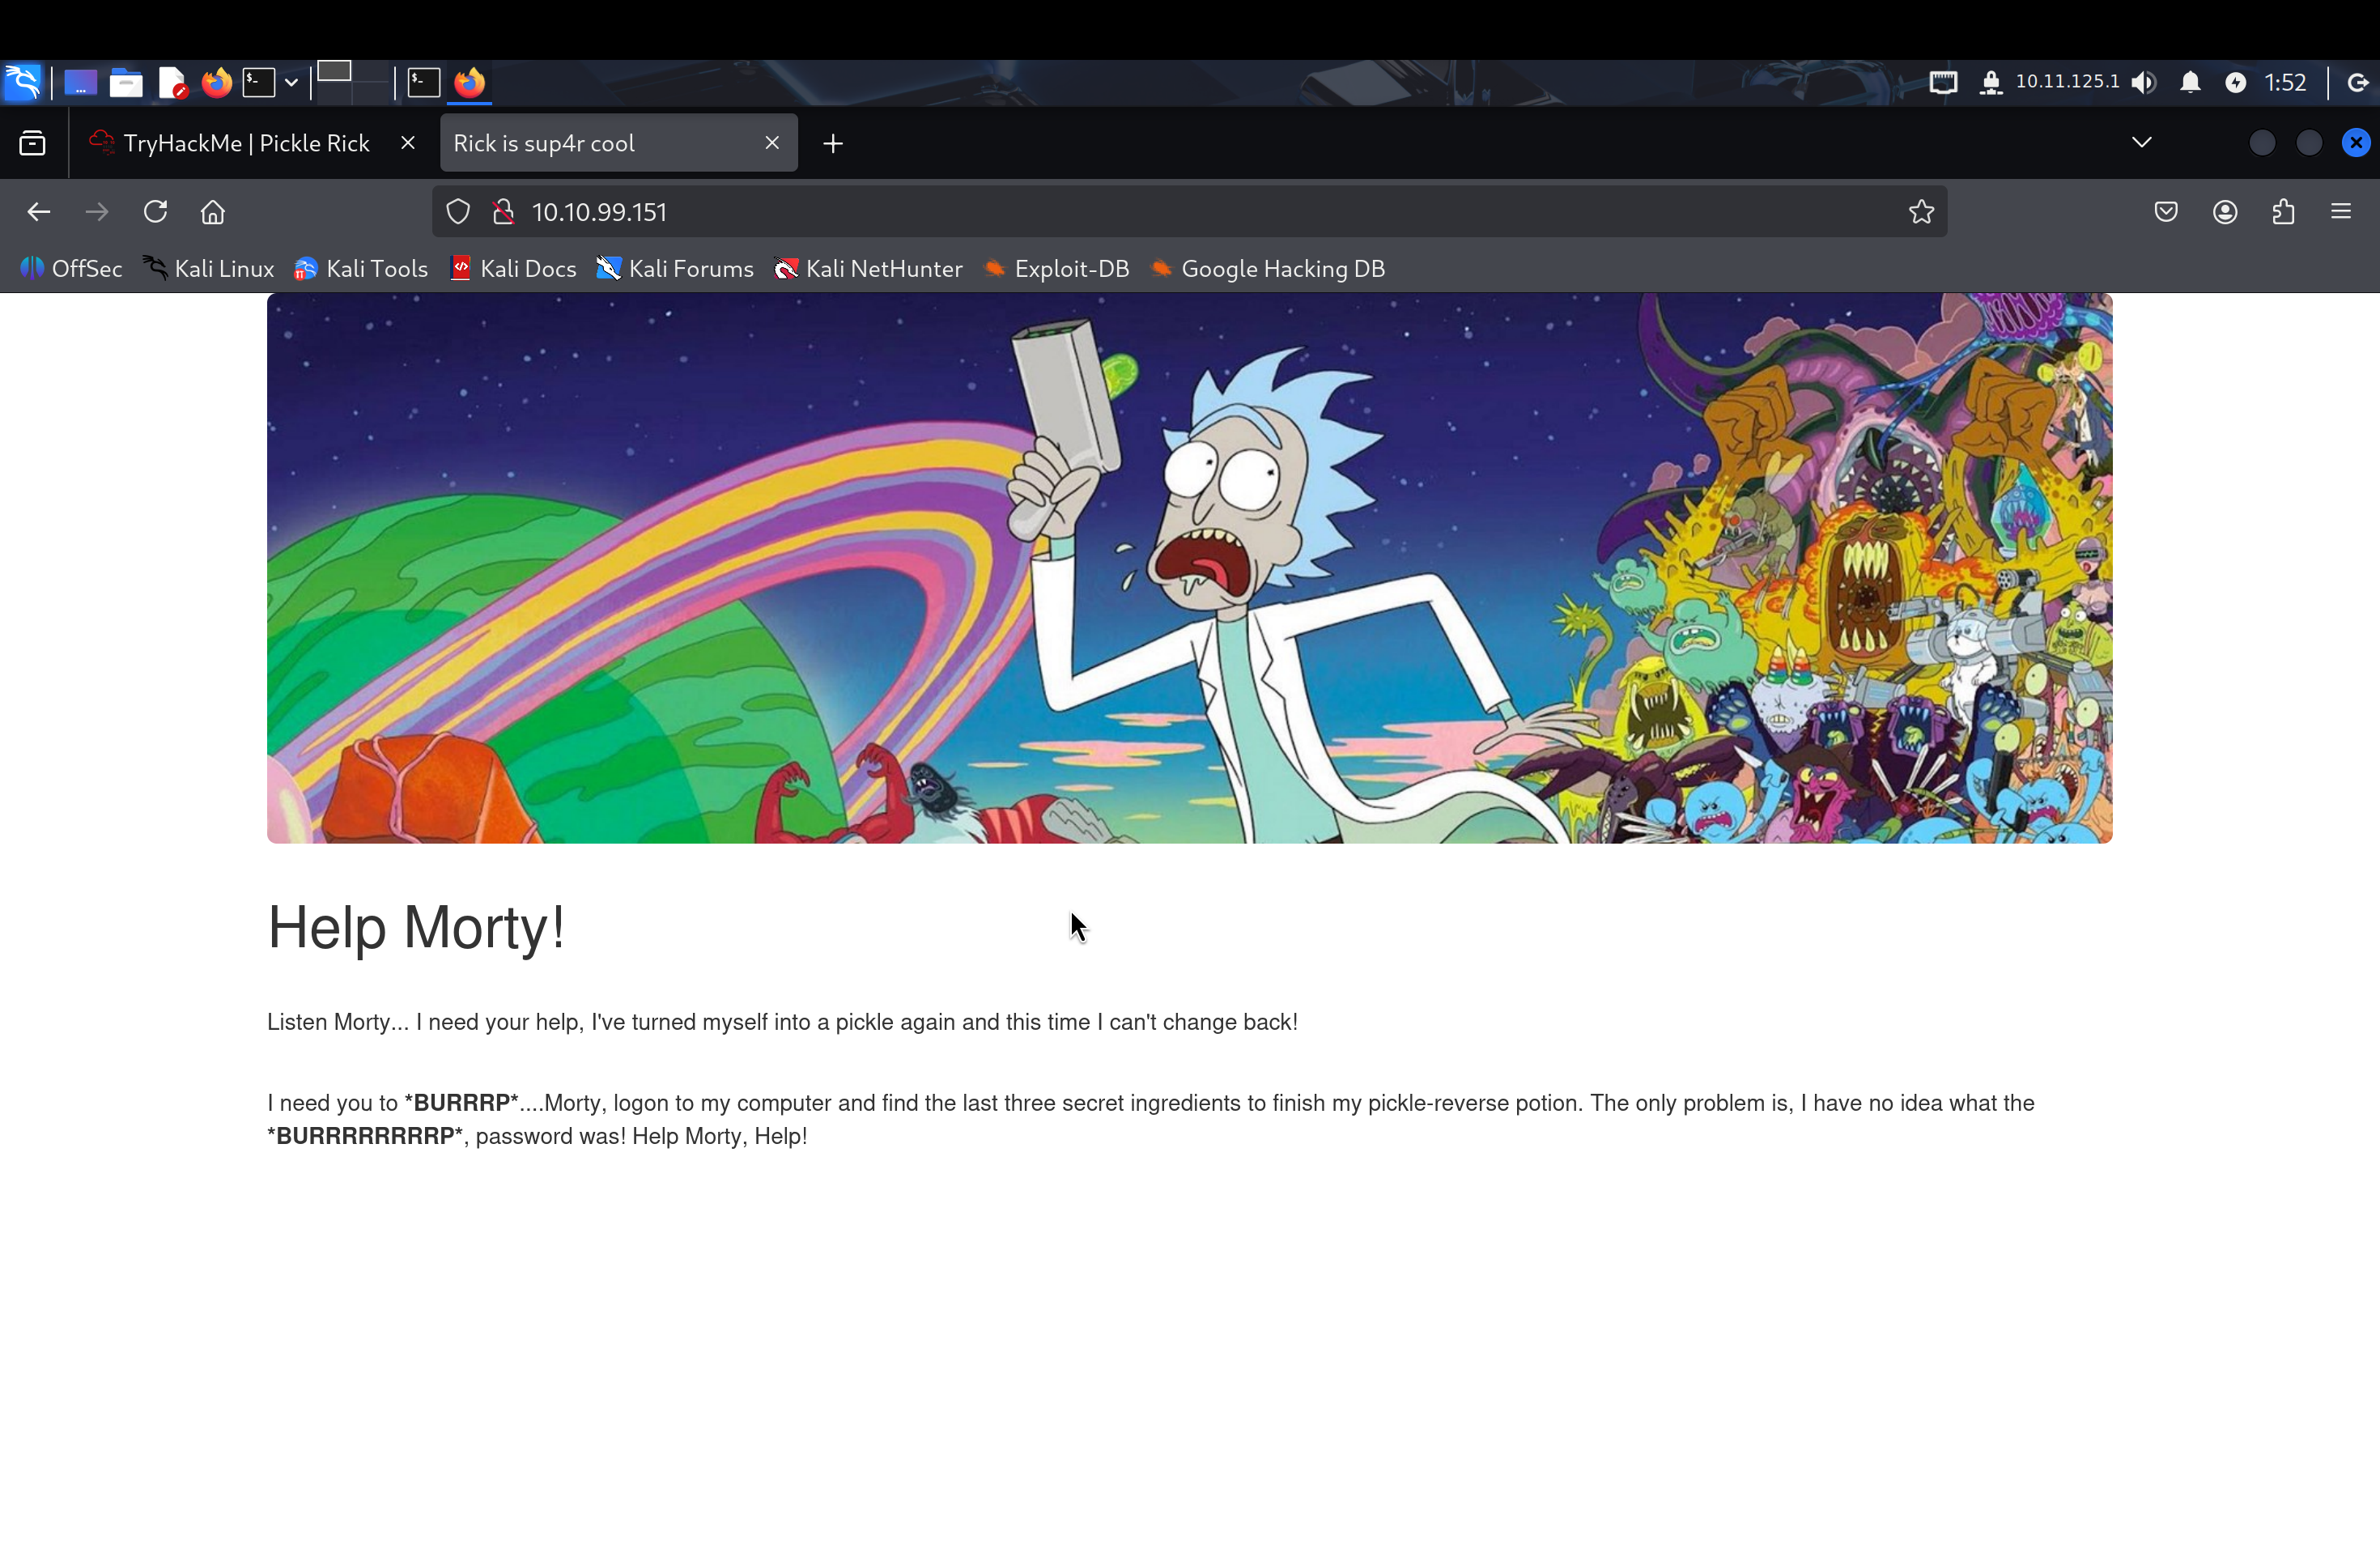 10.11.125.1 1:52
TryHackMe | Pickle Rick Rick is sup4r cool
10.10.99.151
OffSec Kali Linux Kali Tools Kali Docs Kali Forums Kali NetHunter Exploit-DB Google Hacking DB
Help Morty!
Listen Morty... I need your help, I've turned myself into a pickle again and this time I can't change back!
I need you to *BURRRP*....Morty, logon to my computer and find the last three secret ingredients to finish my pickle-reverse potion. The only problem is, I have no idea what the
*BURRRRRRRRP*, password was! Help Morty, Help!